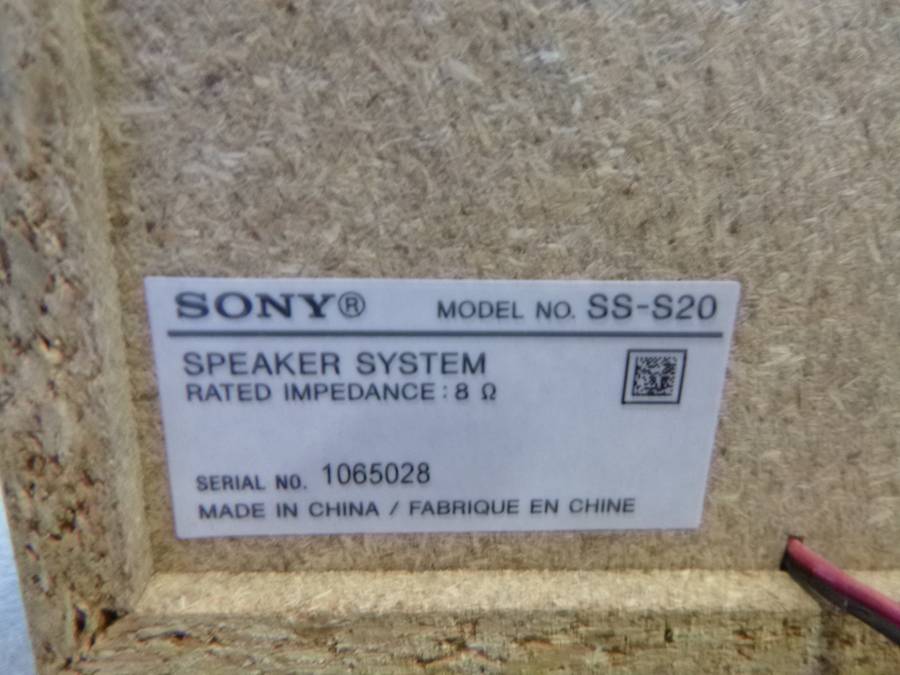 SONY® MODEL NO. SS-S20
SPEAKER SYSTEM
RATED IMPEDANCE : 8 Ω
SERIAL NO. 1065028
MADE IN CHINA / FABRIQUE EN CHINE